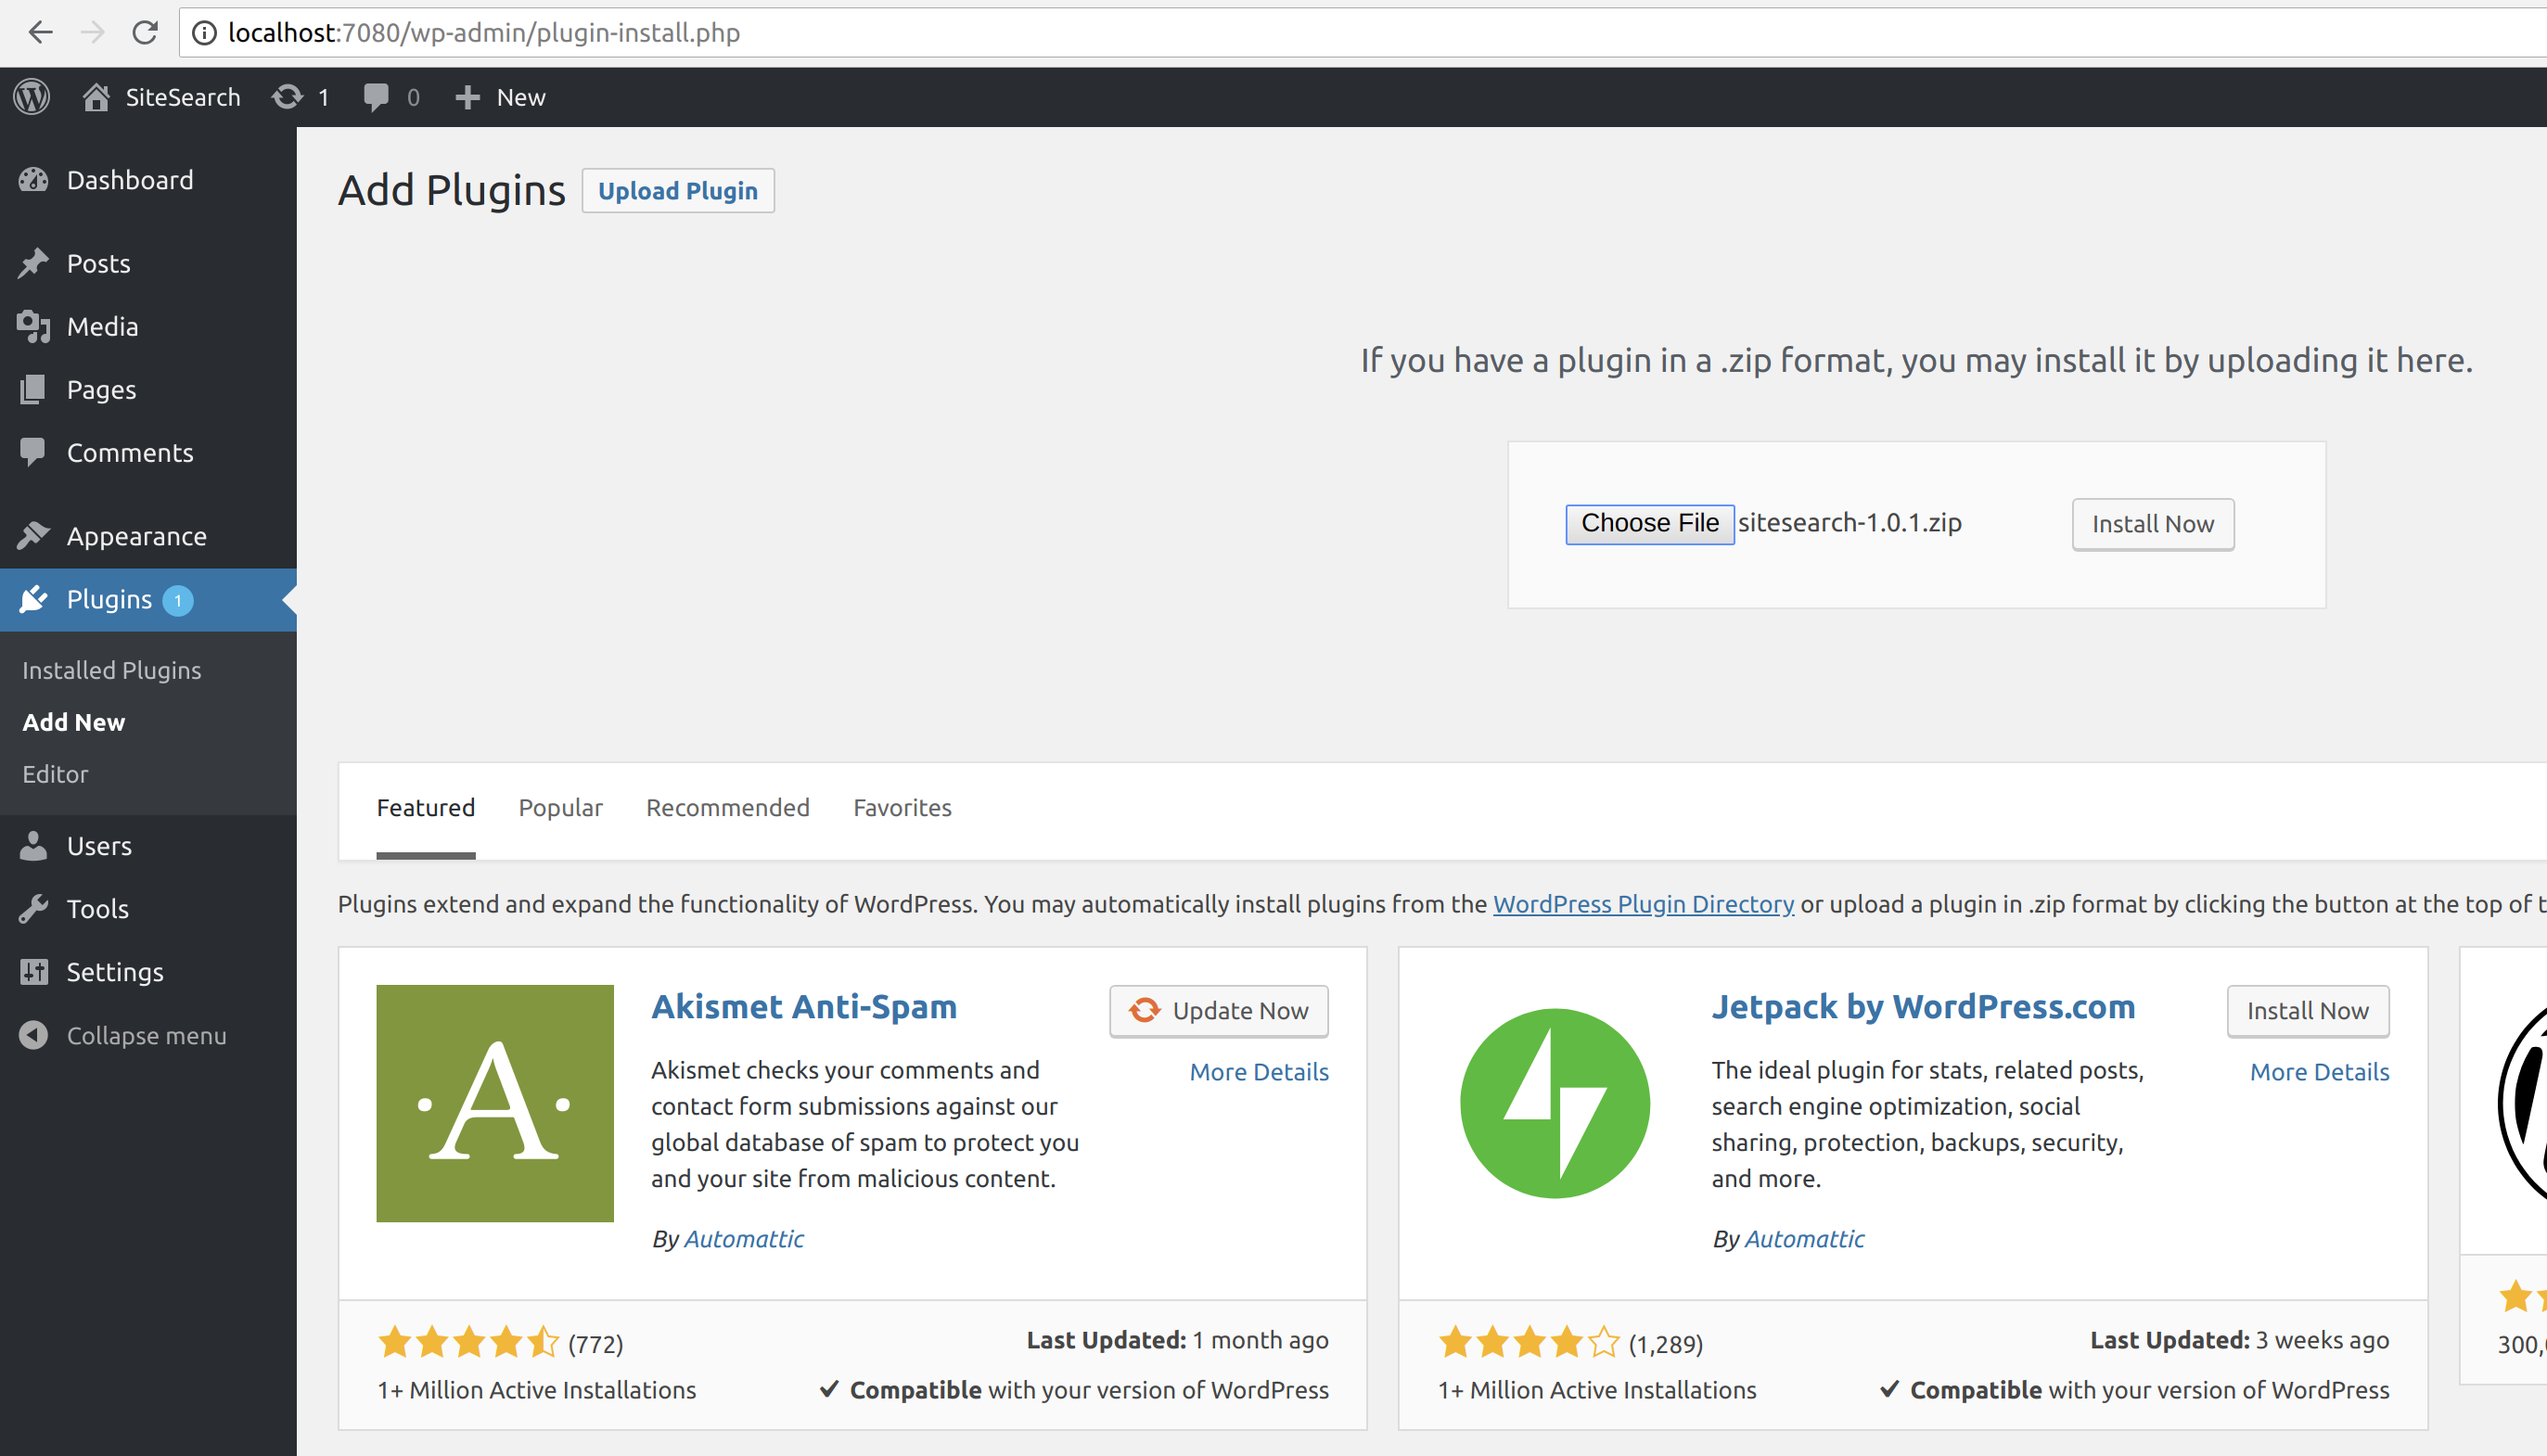 localhost:7080/wp-admin/plugin-install.php
SiteSearch 1 0 New
Dashboard
Posts
Media
Pages
Comments
Appearance
Plugins 1
Installed Plugins
Add New
Editor
Users
Tools
Settings
Collapse menu
Add Plugins Upload Plugin
If you have a plugin in a .zip format, you may install it by uploading it here.
Choose File sitesearch-1.0.1.zip Install Now
Featured Popular Recommended Favorites
Plugins extend and expand the functionality of WordPress. You may automatically install plugins from the WordPress Plugin Directory or upload a plugin in .zip format by clicking the button at the top of
A
Akismet Anti-Spam
Update Now
More Details
Akismet checks your comments and
contact form submissions against our
global database of spam to protect you
and your site from malicious content.
By Automattic
(772)
Last Updated: 1 month ago
1+ Million Active Installations
Compatible with your version of WordPress
Jetpack by WordPress.com
Install Now
More Details
The ideal plugin for stats, related posts,
search engine optimization, social
sharing, protection, backups, security,
and more.
By Automattic
(1,289)
Last Updated: 3 weeks ago
1+ Million Active Installations
Compatible with your version of WordPress
300,